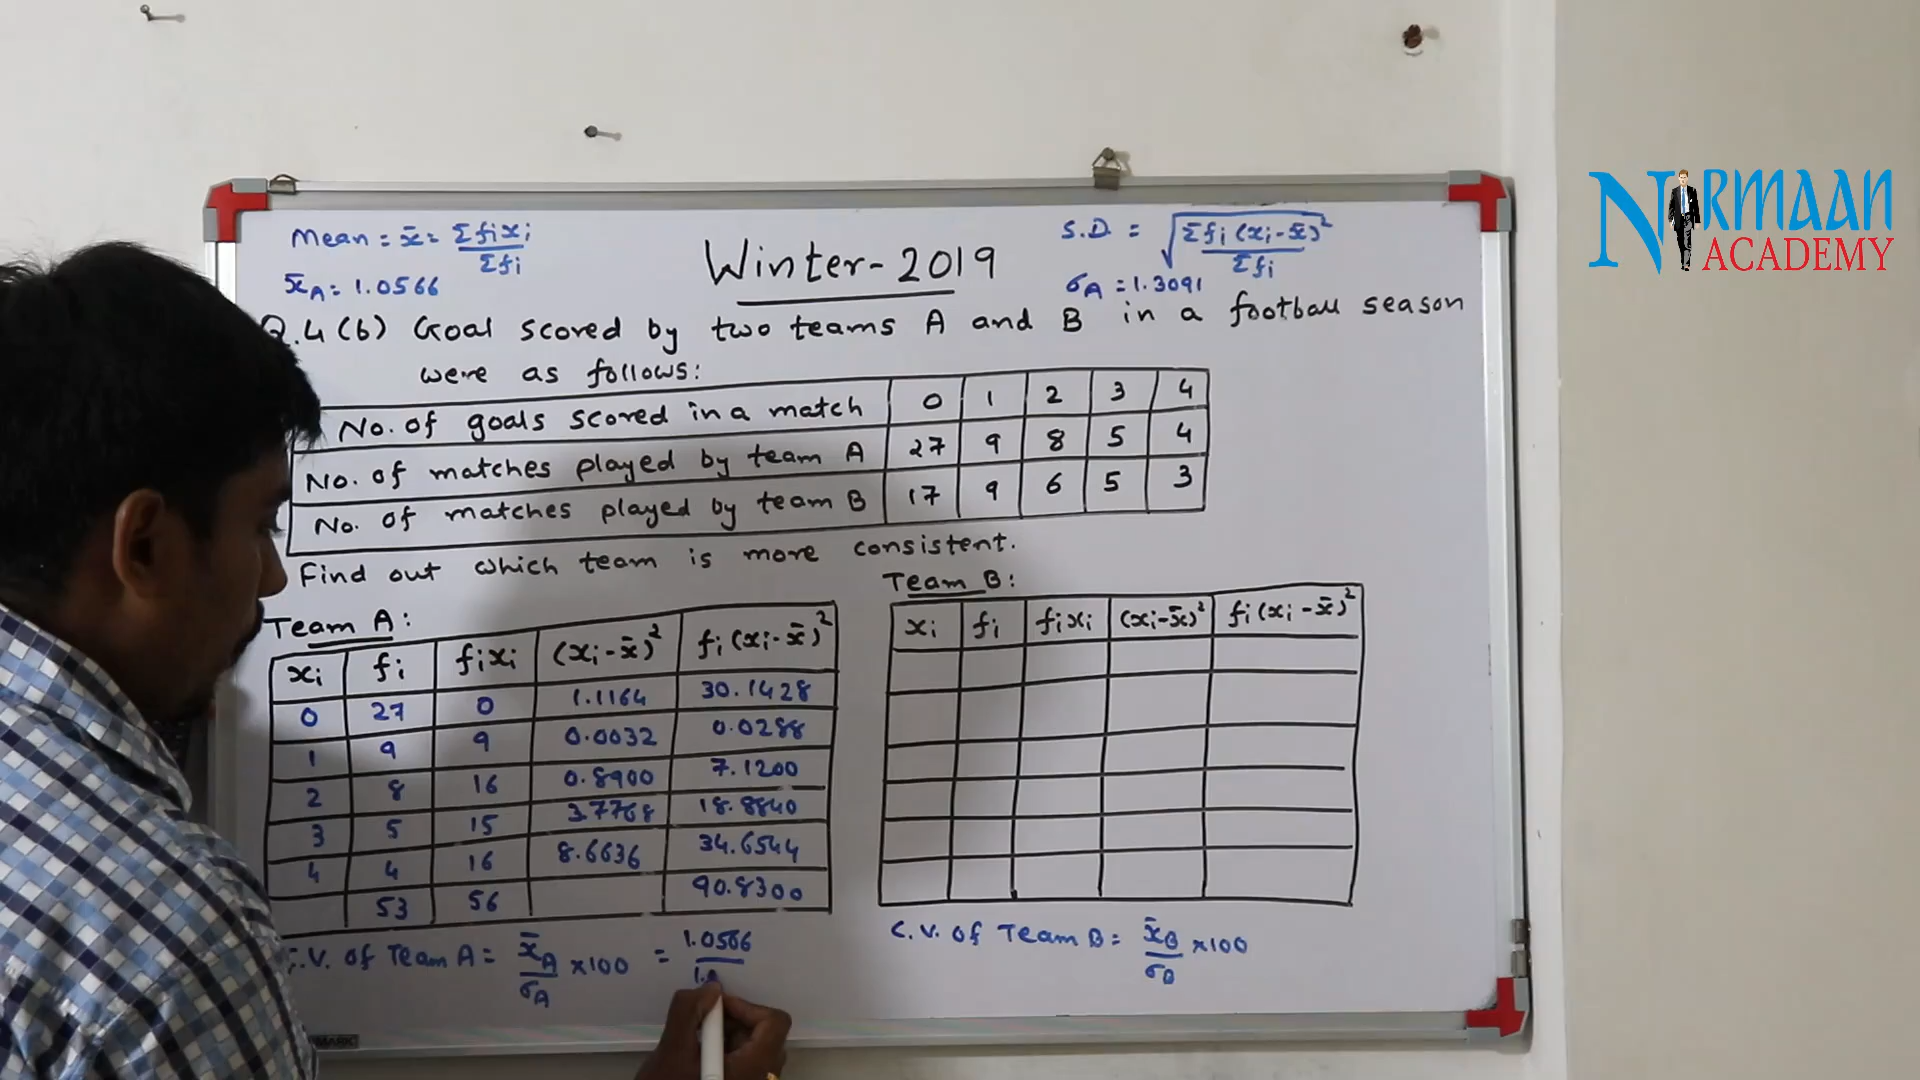 Mean = x̄ = Σfixi / Σfi
x̄A = 1.0566
Winter-2019
S.D. = √(Σfi (xi - x̄)² / Σfi)
σA = 1.3091
NIRMAAN
ACADEMY
Q.4 (b) Goal scored by two teams A and B in a football season
were as follows:
No. of goals scored in a match 0 1 2 3 4
No. of matches played by team A 27 9 8 5 4
No. of matches played by team B 17 9 6 5 3
Find out which team is more consistent.
Team A:
xi fi fixi (xi - x̄)² fi (xi - x̄)²
0 27 0 1.1164 30.1428
1 9 9 0.0032 0.0288
2 8 16 0.8900 7.1200
3 5 15 3.7768 18.8840
4 4 16 8.6636 34.6544
53 56 90.8300
.V. of Team A = x̄A / σA × 100 = 1.0566 / 1.
Team B:
xi fi fixi (xi - x̄)² fi (xi - x̄)²
C.V. of Team B = x̄B / σB × 100